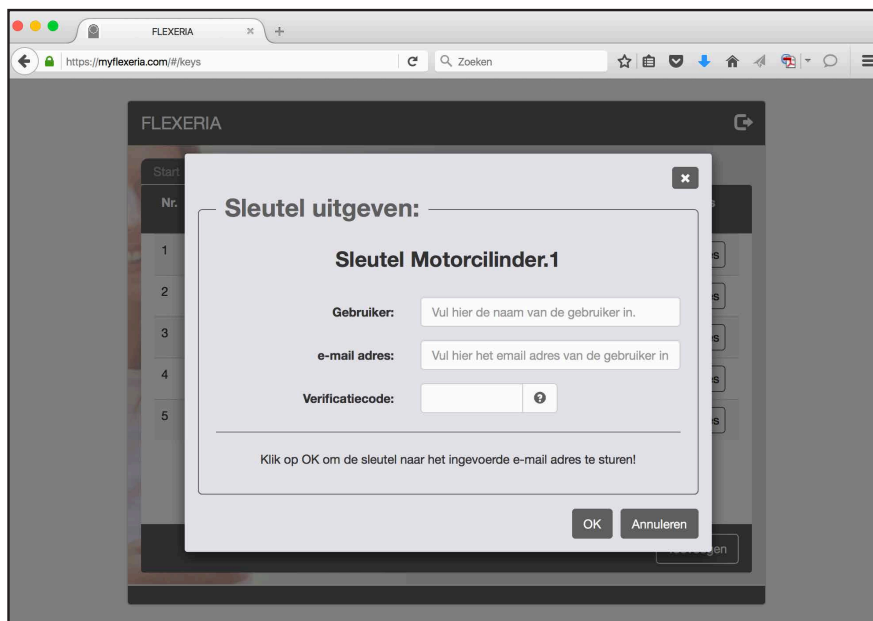 FLEXERIA
https://myflexeria.com/#/keys
Zoeken
FLEXERIA
Start
Nr.
Sleutel uitgeven:
1
Sleutel Motorcilinder.1
2
Gebruiker: Vul hier de naam van de gebruiker in.
3
e-mail adres: Vul hier het email adres van de gebruiker in
4
Verificatiecode:
5
Klik op OK om de sleutel naar het ingevoerde e-mail adres te sturen!
OK Annuleren